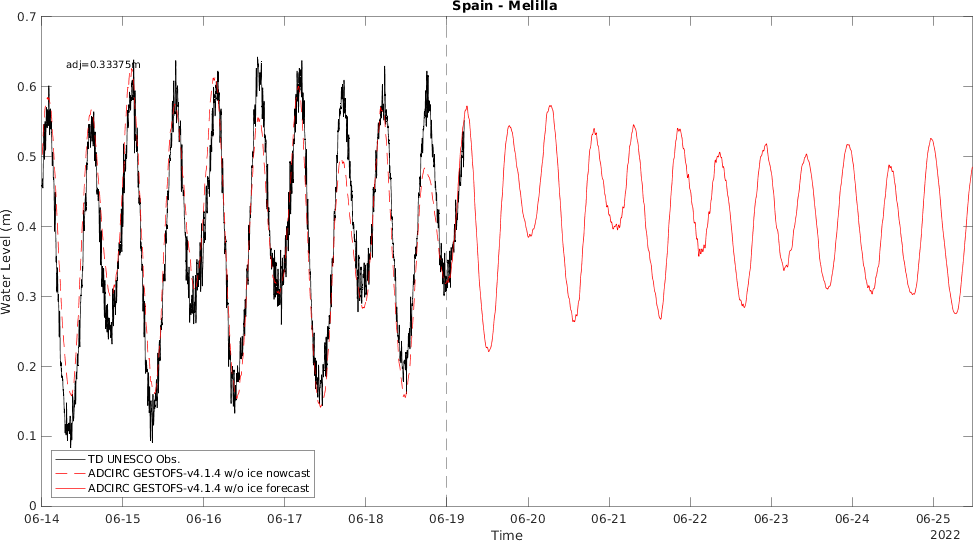 Spain - Melilla
adj=0.33375m
0.7
0.6
0.5
0.4
0.3
0.2
0.1
0
Water Level (m)
TD UNESCO Obs.
ADCIRC GESTOFS-v4.1.4 w/o ice nowcast
ADCIRC GESTOFS-v4.1.4 w/o ice forecast
06-14 06-15 06-16 06-17 06-18 06-19 06-20 06-21 06-22 06-23 06-24 06-25
2022
Time